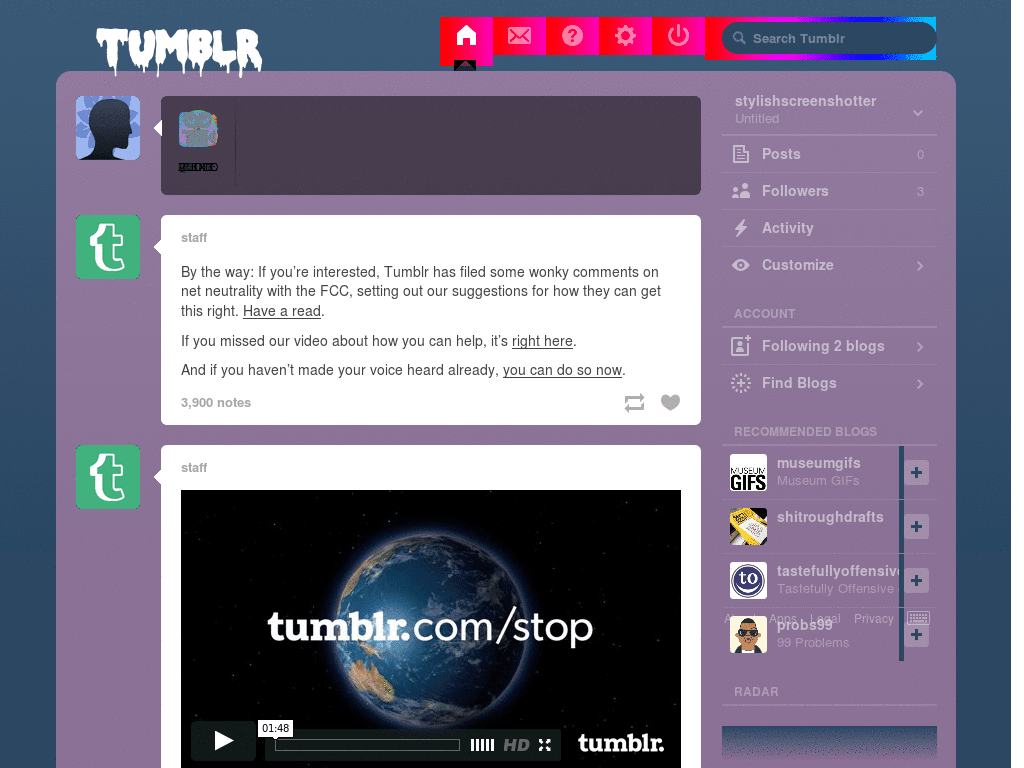 TUMBLR
Search Tumblr
stylishscreenshotter
Untitled
Posts 0
Followers 3
Activity
Customize
ACCOUNT
Following 2 blogs
Find Blogs
RECOMMENDED BLOGS
MUSEUM
GIFS
museumgifs
Museum GIFs
shitroughdrafts
to
tastefullyoffensive
Tastefully Offensive
Apps Legal Privacy
probs99
99 Problems
RADAR
t
staff
By the way: If you’re interested, Tumblr has filed some wonky comments on
net neutrality with the FCC, setting out our suggestions for how they can get
this right. Have a read.
If you missed our video about how you can help, it’s right here.
And if you haven’t made your voice heard already, you can do so now.
3,900 notes
t
staff
tumblr.com/stop
01:48
HD
tumblr.